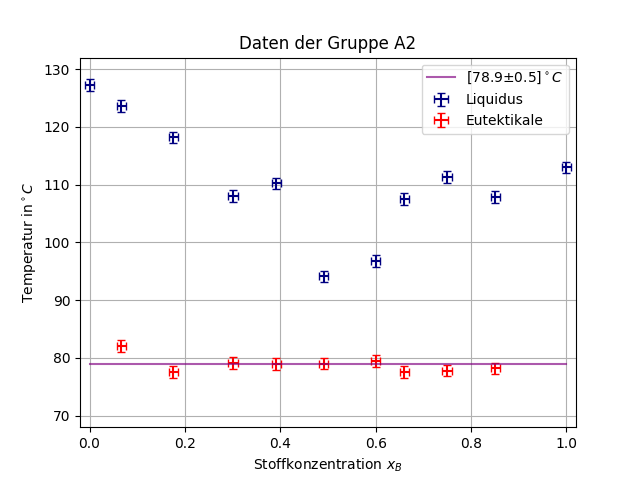 Daten der Gruppe A2
[78.9±0.5]°C
Liquidus
Eutektikale
130
120
110
100
90
80
70
Temperatur in°C
0.0 0.2 0.4 0.6 0.8 1.0
Stoffkonzentration x_B